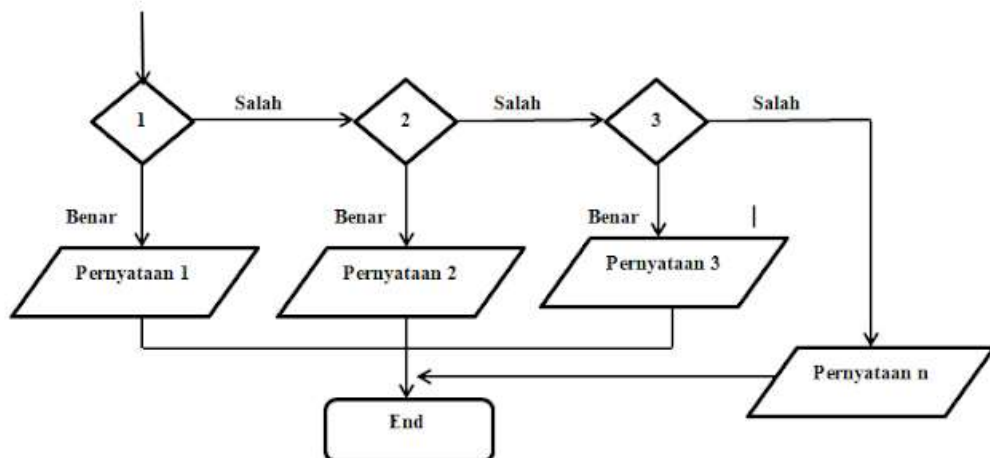 1
Salah
2
Salah
3
Salah
Benar
Benar
Benar
Pernyataan 1
Pernyataan 2
Pernyataan 3
Pernyataan n
End